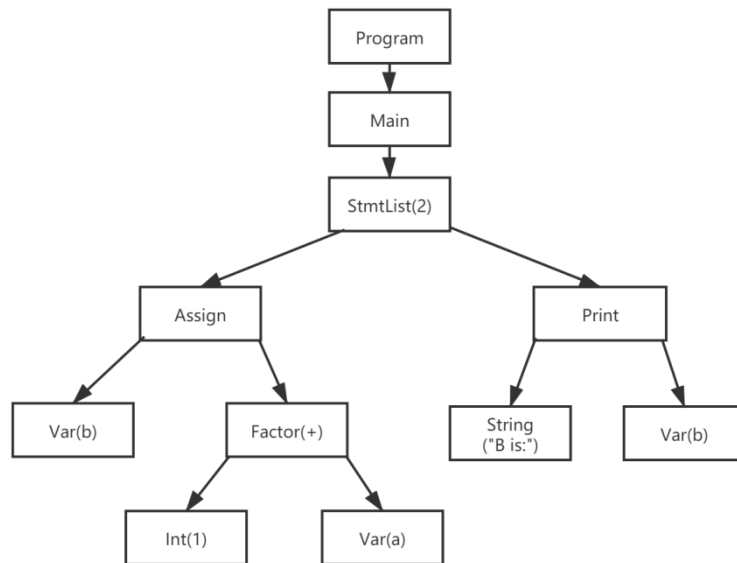 Program
Main
StmtList(2)
Assign
Print
Var(b)
Factor(+)
String
("B is:")
Var(b)
Int(1)
Var(a)